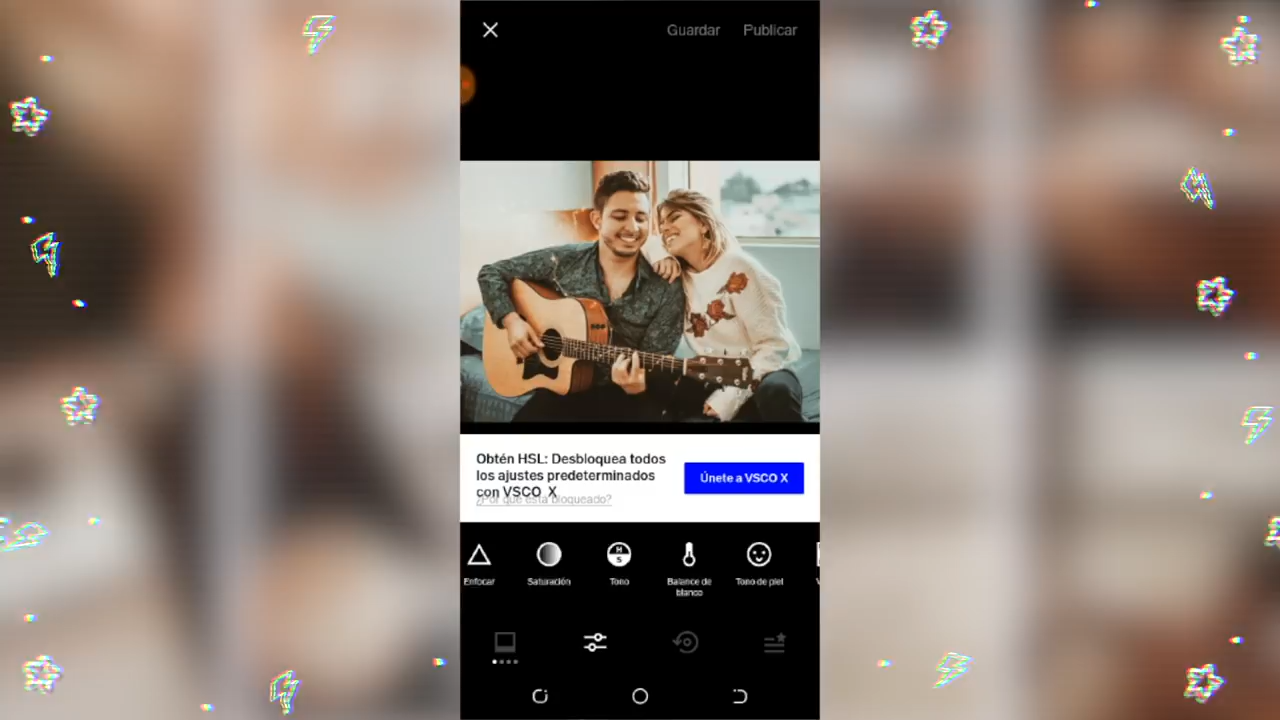 Guardar Publicar
Obtén HSL: Desbloquea todos
los ajustes predeterminados
con VSCO X
¿Por qué está bloqueado?
Únete a VSCO X
Enfocar Saturación Tono Balance de Tono de piel
blanco